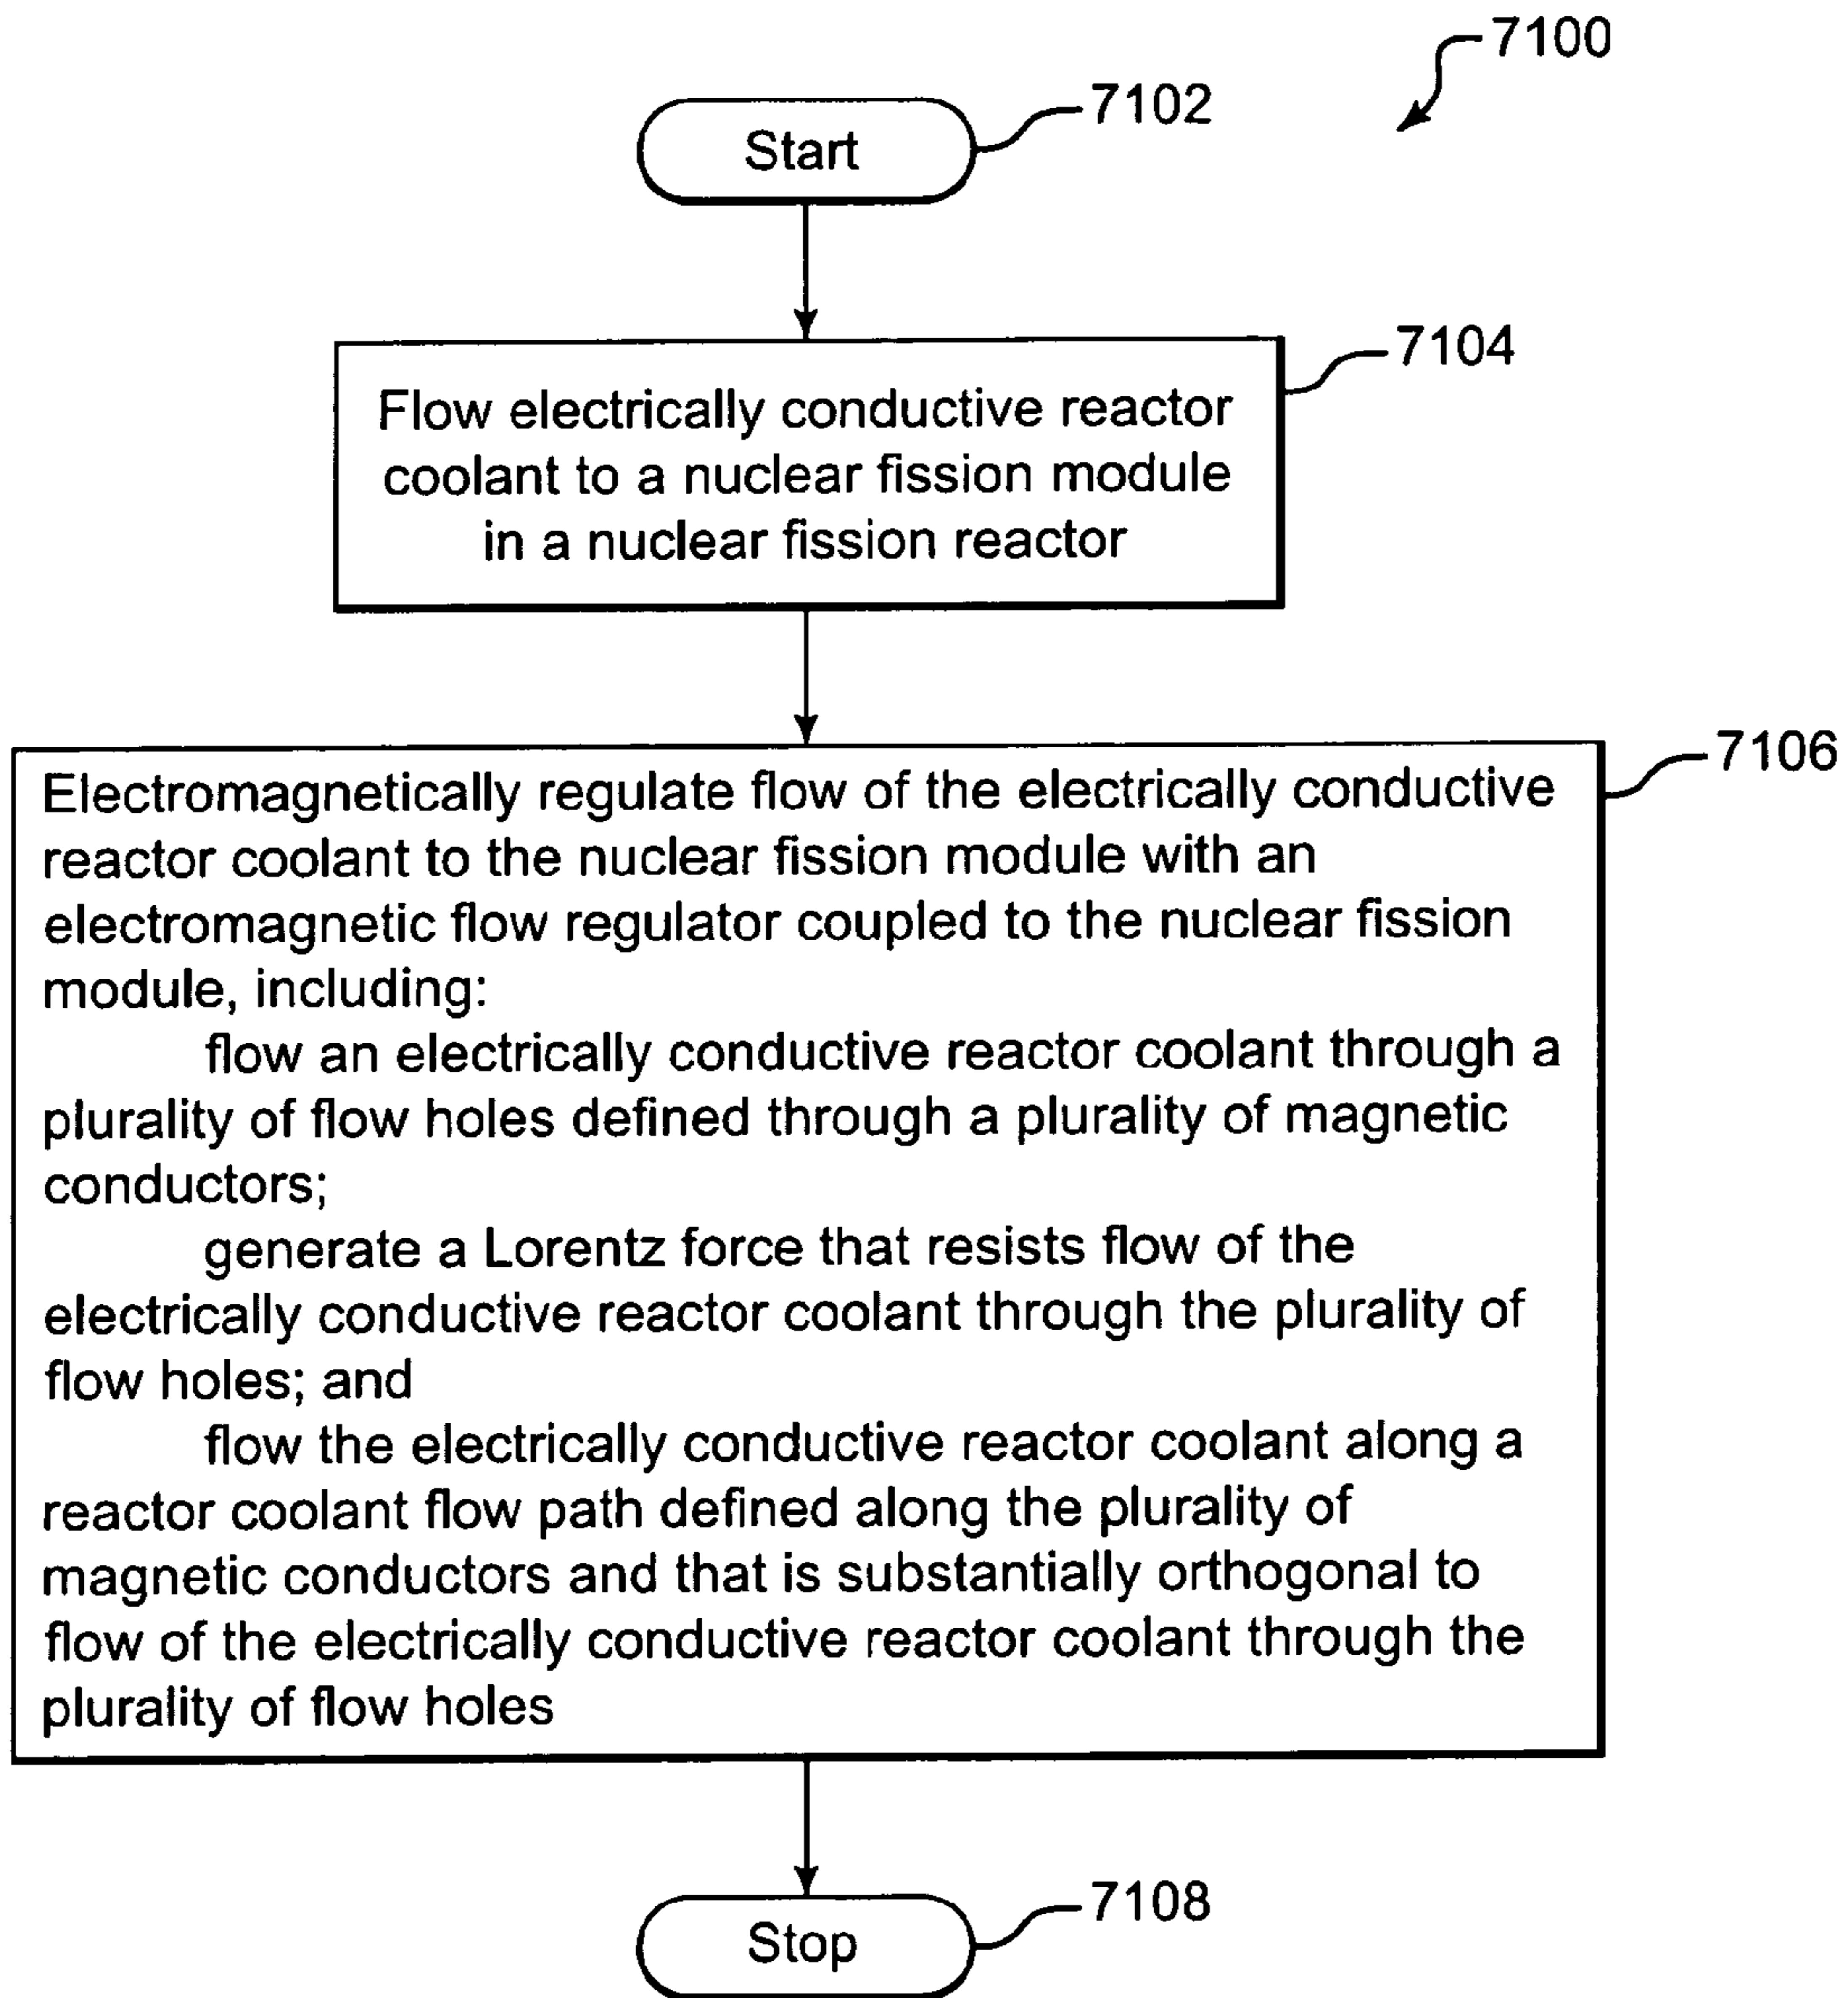 7100
7102
Start
7104
Flow electrically conductive reactor
coolant to a nuclear fission module
in a nuclear fission reactor
7106
Electromagnetically regulate flow of the electrically conductive
reactor coolant to the nuclear fission module with an
electromagnetic flow regulator coupled to the nuclear fission
module, including:
flow an electrically conductive reactor coolant through a
plurality of flow holes defined through a plurality of magnetic
conductors;
generate a Lorentz force that resists flow of the
electrically conductive reactor coolant through the plurality of
flow holes; and
flow the electrically conductive reactor coolant along a
reactor coolant flow path defined along the plurality of
magnetic conductors and that is substantially orthogonal to
flow of the electrically conductive reactor coolant through the
plurality of flow holes
7108
Stop